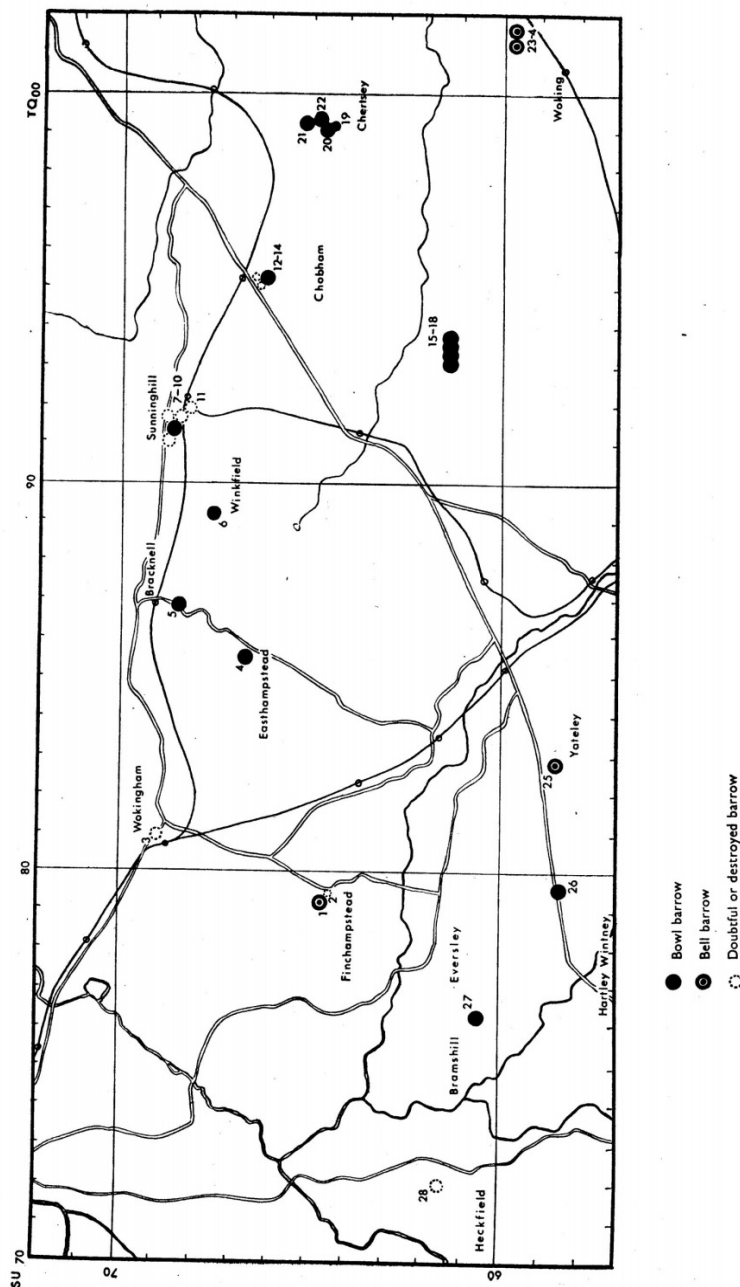 TQ 00
90
80
SU 70
70
60
23-4
Woking
22
21
20
19
Chertsey
12-14
Chobham
15-18
Sunninghill
7-10
11
Winkfield
6
Bracknell
5
4
Easthampstead
Wokingham
3
1
2
Finchampstead
25
Yateley
26
Hartley Wintney
Eversley
27
Bramshill
28
Heckfield
Bowl barrow
Bell barrow
Doubtful or destroyed barrow